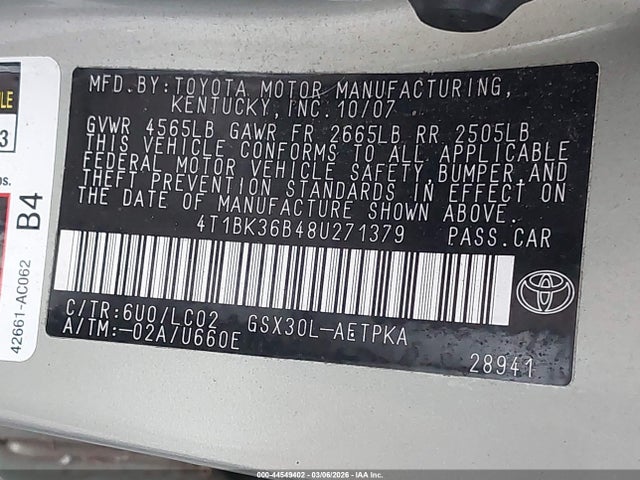 MFD.BY:TOYOTA MOTOR MANUFACTURING,
KENTUCKY, INC. 10/07
GVWR 4565LB GAWR FR 2665LB RR 2505LB
THIS VEHICLE CONFORMS TO ALL APPLICABLE
FEDERAL MOTOR VEHICLE SAFETY, BUMPER, AND
THEFT PREVENTION STANDARDS IN EFFECT ON
THE DATE OF MANUFACTURE SHOWN ABOVE.
4T1BK36B48U271379 PASS.CAR
C/TR:6U0/LC02 GSX30L-AETPKA
A/TM:-02A/U660E
28941
TOYOTA
3
B4
42661-AC062
000-44549402 - 03/06/2026 - IAAI